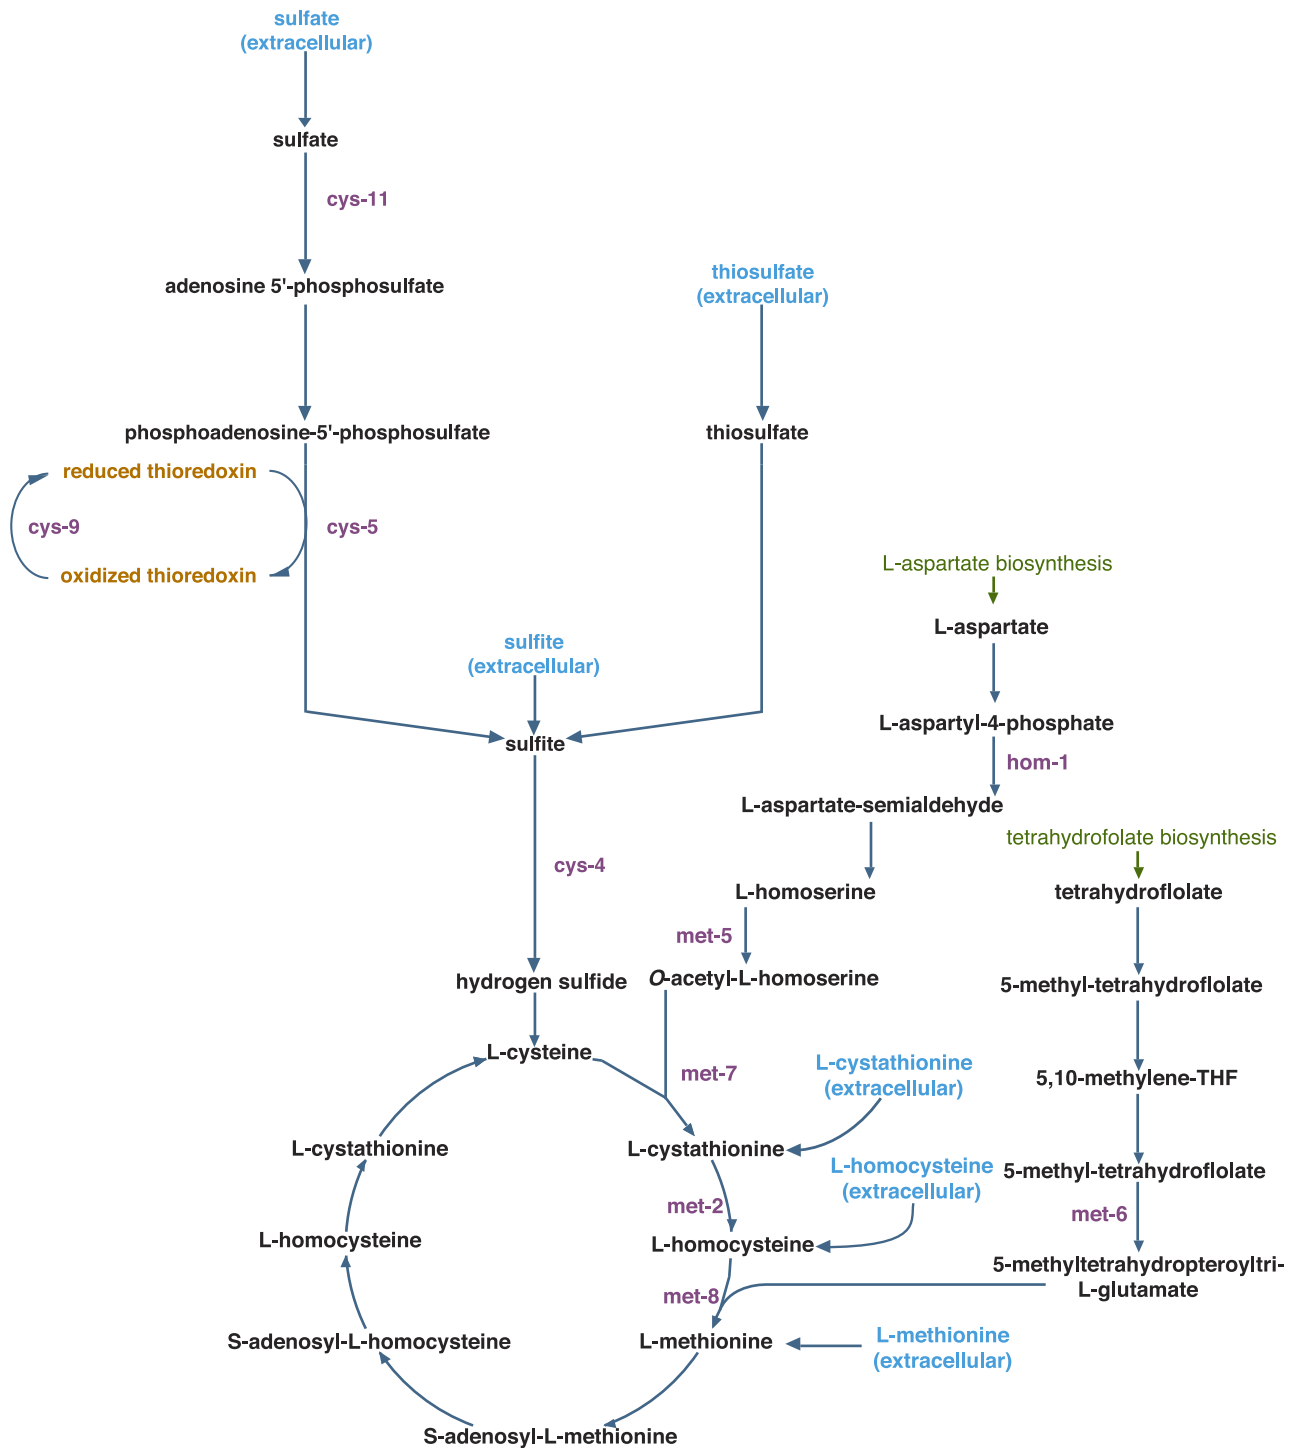 sulfate
(extracellular)
sulfate
cys-11
adenosine 5'-phosphosulfate
thiosulfate
(extracellular)
phosphoadenosine-5'-phosphosulfate
thiosulfate
reduced thioredoxin
cys-9
cys-5
oxidized thioredoxin
L-aspartate biosynthesis
L-aspartate
sulfite
(extracellular)
L-aspartyl-4-phosphate
sulfite
hom-1
L-aspartate-semialdehyde
tetrahydrofolate biosynthesis
cys-4
L-homoserine
tetrahydroflolate
met-5
hydrogen sulfide
O-acetyl-L-homoserine
5-methyl-tetrahydroflolate
L-cysteine
met-7
L-cystathionine
(extracellular)
5,10-methylene-THF
L-cystathionine
L-cystathionine
L-homocysteine
(extracellular)
5-methyl-tetrahydroflolate
met-2
met-6
L-homocysteine
L-homocysteine
5-methyltetrahydropteroyltri-
L-glutamate
met-8
S-adenosyl-L-homocysteine
L-methionine
L-methionine
(extracellular)
S-adenosyl-L-methionine